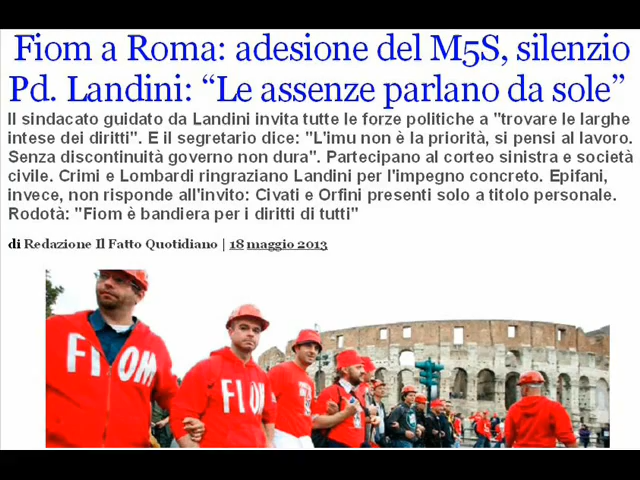 Fiom a Roma: adesione del M5S, silenzio
Pd. Landini: “Le assenze parlano da sole”
Il sindacato guidato da Landini invita tutte le forze politiche a "trovare le larghe
intese dei diritti". E il segretario dice: "L'imu non è la priorità, si pensi al lavoro.
Senza discontinuità governo non dura". Partecipano al corteo sinistra e società
civile. Crimi e Lombardi ringraziano Landini per l'impegno concreto. Epifani,
invece, non risponde all'invito: Civati e Orfini presenti solo a titolo personale.
Rodotà: "Fiom è bandiera per i diritti di tutti"
di Redazione Il Fatto Quotidiano | 18 maggio 2013
FIOM
FIOM